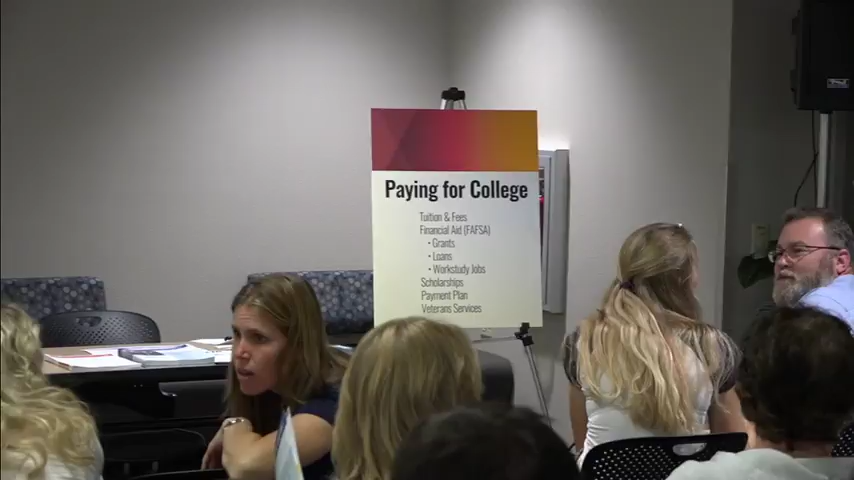 Paying for College
Tuition & Fees
Financial Aid (FAFSA)
• Grants
• Loans
• Workstudy Jobs
Scholarships
Payment Plan
Veterans Services